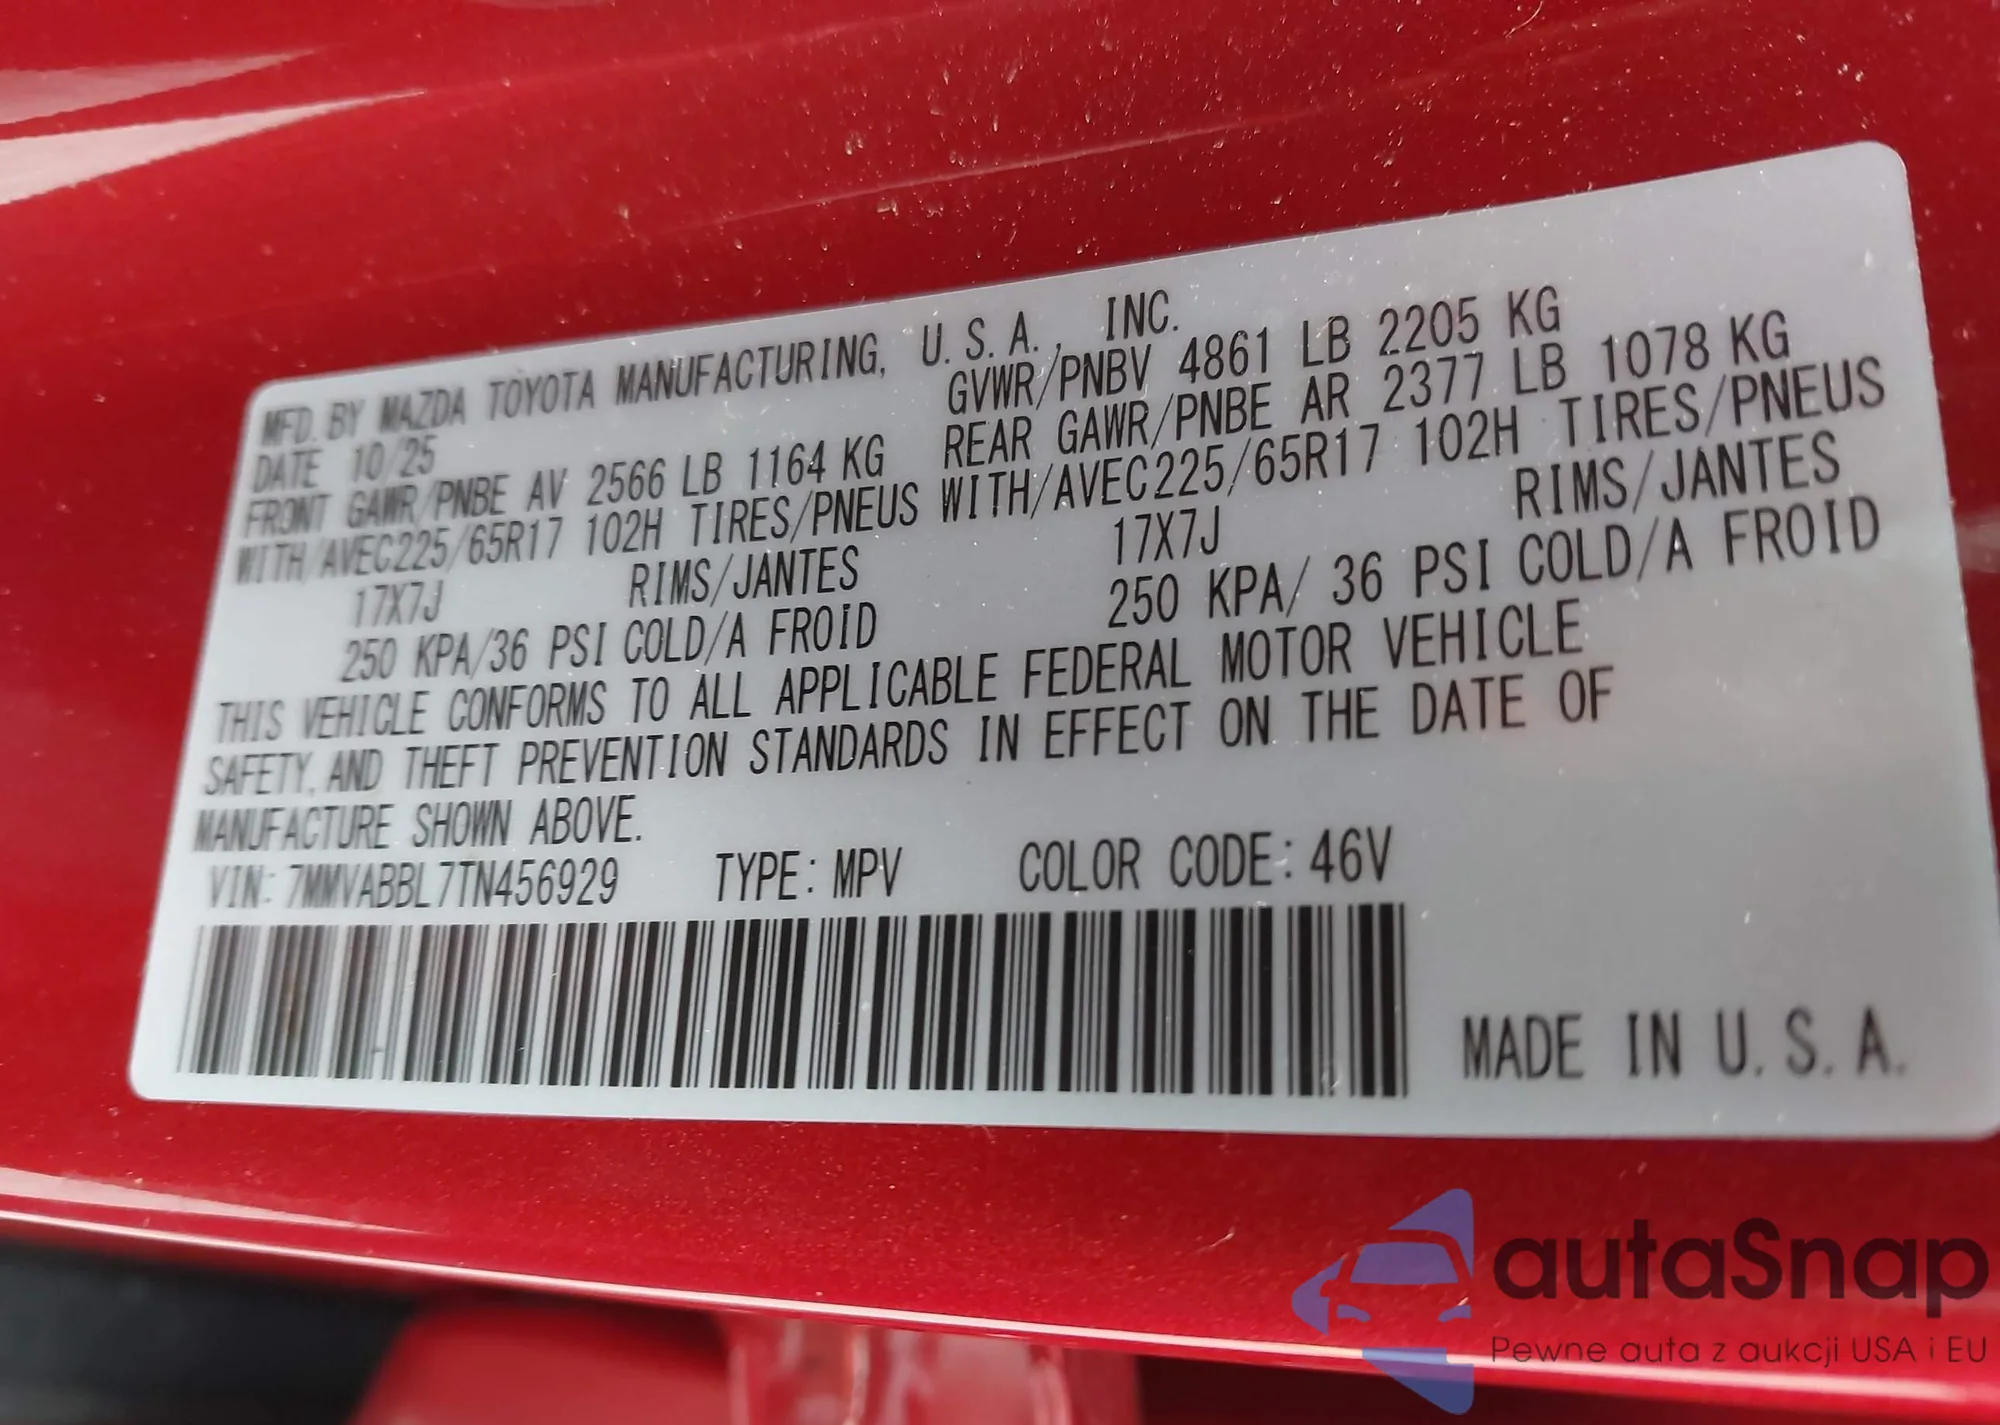 MFD. BY MAZDA TOYOTA MANUFACTURING, U.S.A., INC.
DATE 10/25 GVWR/PNBV 4861 LB 2205 KG
FRONT GAWR/PNBE AV 2566 LB 1164 KG REAR GAWR/PNBE AR 2377 LB 1078 KG
WITH/AVEC225/65R17 102H TIRES/PNEUS WITH/AVEC225/65R17 102H TIRES/PNEUS
17X7J RIMS/JANTES 17X7J RIMS/JANTES
250 KPA/36 PSI COLD/A FROID 250 KPA/ 36 PSI COLD/A FROID
THIS VEHICLE CONFORMS TO ALL APPLICABLE FEDERAL MOTOR VEHICLE
SAFETY, AND THEFT PREVENTION STANDARDS IN EFFECT ON THE DATE OF
MANUFACTURE SHOWN ABOVE.
VIN: 7MMVABBL7TN456929 TYPE: MPV COLOR CODE: 46V
MADE IN U.S.A.
autaSnap
Pewne auta z aukcji USA i EU